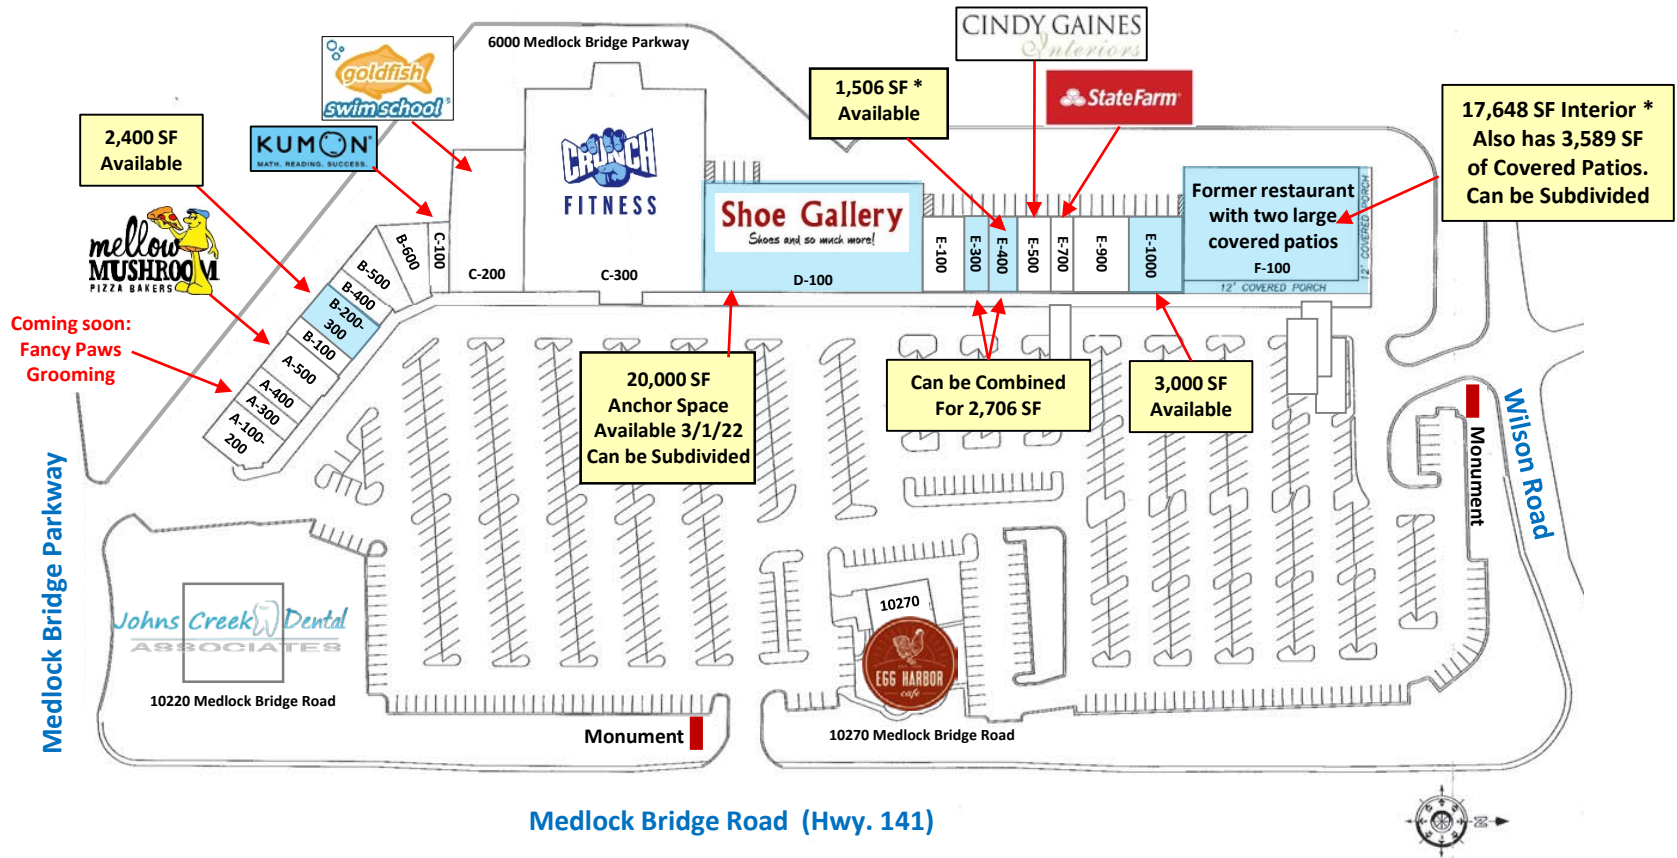 6000 Medlock Bridge Parkway
CINDY GAINES
Interiors
goldfish
swim school
StateFarm
1,506 SF *
Available
17,648 SF Interior *
Also has 3,589 SF
of Covered Patios.
Can be Subdivided
2,400 SF
Available
KUMON
MATH. READING. SUCCESS.
CRUNCH
FITNESS
mellow
MUSHROOM
PIZZA BAKERS
Shoe Gallery
Shoes and so much more!
Former restaurant
with two large
covered patios
F-100
12' COVERED PORCH
12' COVERED PORCH
C-100
C-200
C-300
D-100
E-100
E-300
E-400
E-500
E-700
E-900
E-1000
B-600
B-500
B-400
B-200-
300
B-100
A-500
A-400
A-300
A-100-
200
Coming soon:
Fancy Paws
Grooming
20,000 SF
Anchor Space
Available 3/1/22
Can be Subdivided
Can be Combined
For 2,706 SF
3,000 SF
Available
Monument
Wilson Road
Medlock Bridge Parkway
Johns Creek Dental
ASSOCIATES
10220 Medlock Bridge Road
10270
EGG HARBOR
cafe
10270 Medlock Bridge Road
Monument
Medlock Bridge Road (Hwy. 141)
N